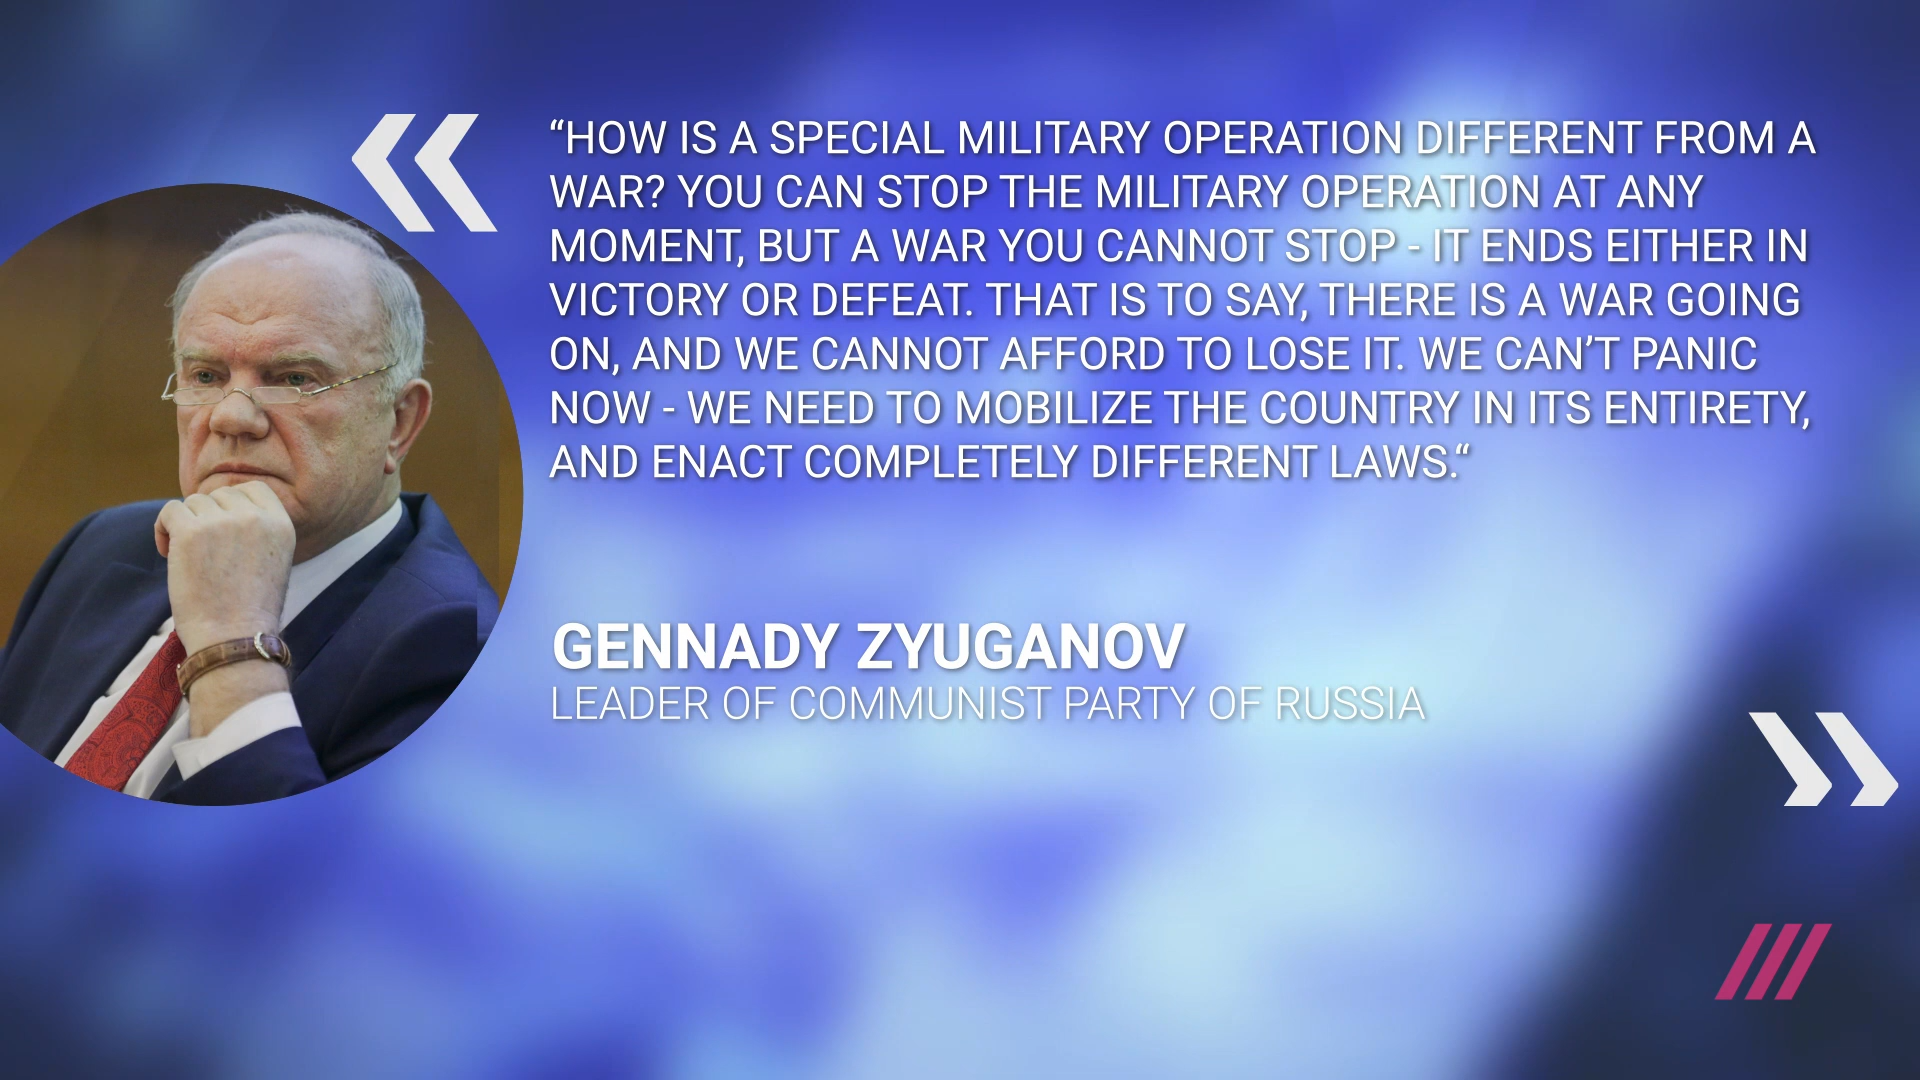 “HOW IS A SPECIAL MILITARY OPERATION DIFFERENT FROM A
WAR? YOU CAN STOP THE MILITARY OPERATION AT ANY
MOMENT, BUT A WAR YOU CANNOT STOP - IT ENDS EITHER IN
VICTORY OR DEFEAT. THAT IS TO SAY, THERE IS A WAR GOING
ON, AND WE CANNOT AFFORD TO LOSE IT. WE CAN’T PANIC
NOW - WE NEED TO MOBILIZE THE COUNTRY IN ITS ENTIRETY,
AND ENACT COMPLETELY DIFFERENT LAWS.“
GENNADY ZYUGANOV
LEADER OF COMMUNIST PARTY OF RUSSIA